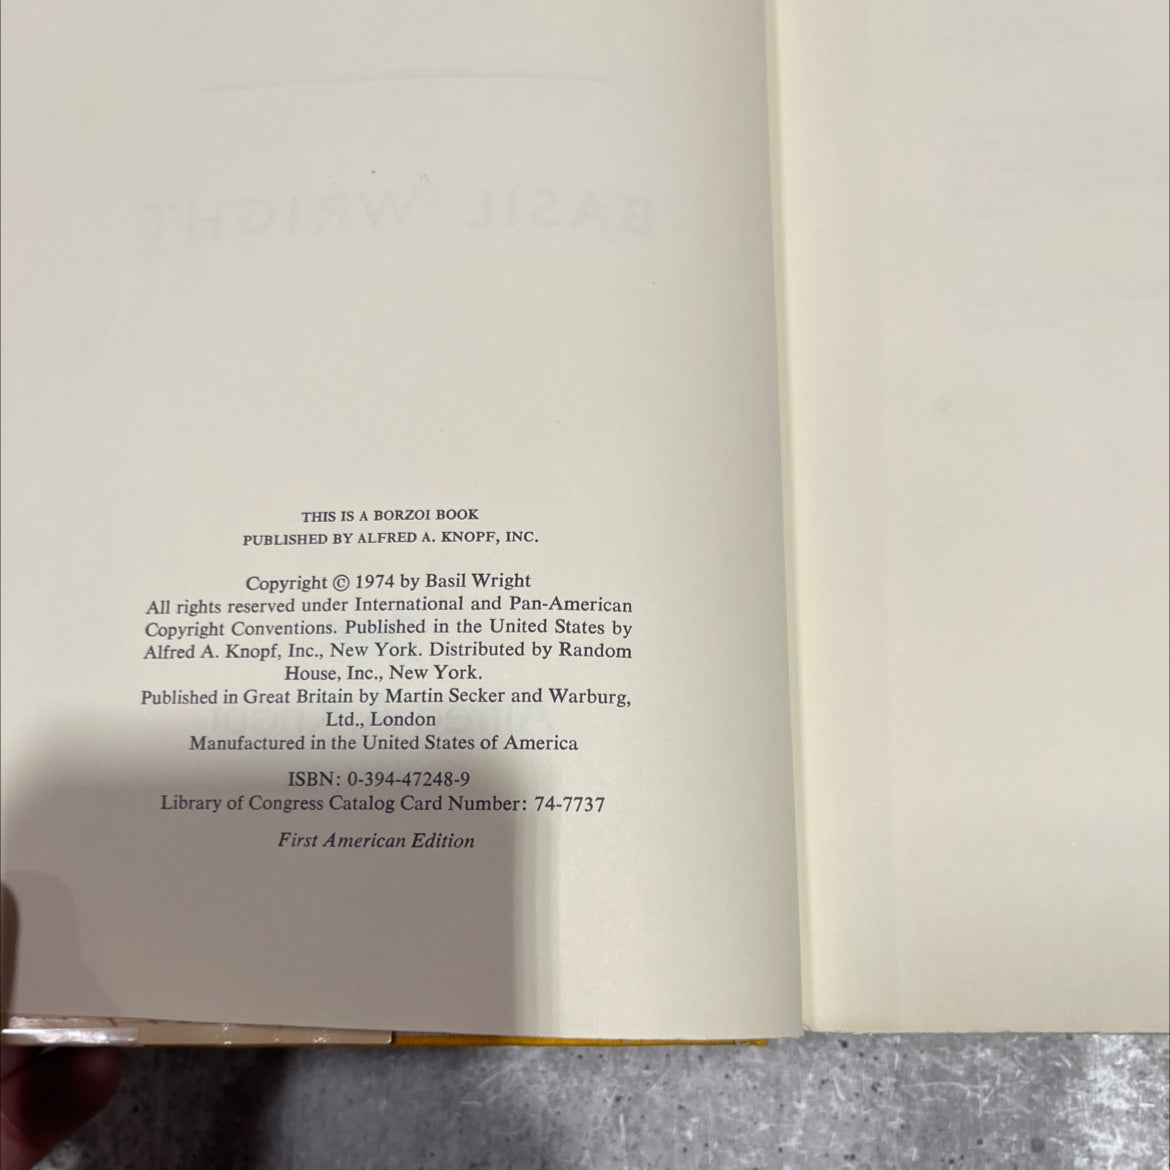 BASIL WRIGHT
THIS IS A BORZOI BOOK
PUBLISHED BY ALFRED A. KNOPF, INC.
Copyright © 1974 by Basil Wright
All rights reserved under International and Pan-American
Copyright Conventions. Published in the United States by
Alfred A. Knopf, Inc., New York. Distributed by Random
House, Inc., New York.
Published in Great Britain by Martin Secker and Warburg,
Ltd., London
Manufactured in the United States of America
ISBN: 0-394-47248-9
Library of Congress Catalog Card Number: 74-7737
First American Edition